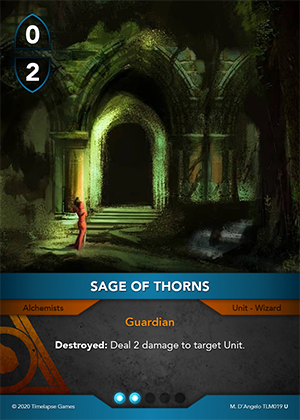 0
2
SAGE OF THORNS
Alchemists
Unit - Wizard
Guardian
Destroyed: Deal 2 damage to target Unit.
© 2020 Timelapse Games
M. D'Angelo TLM019 U